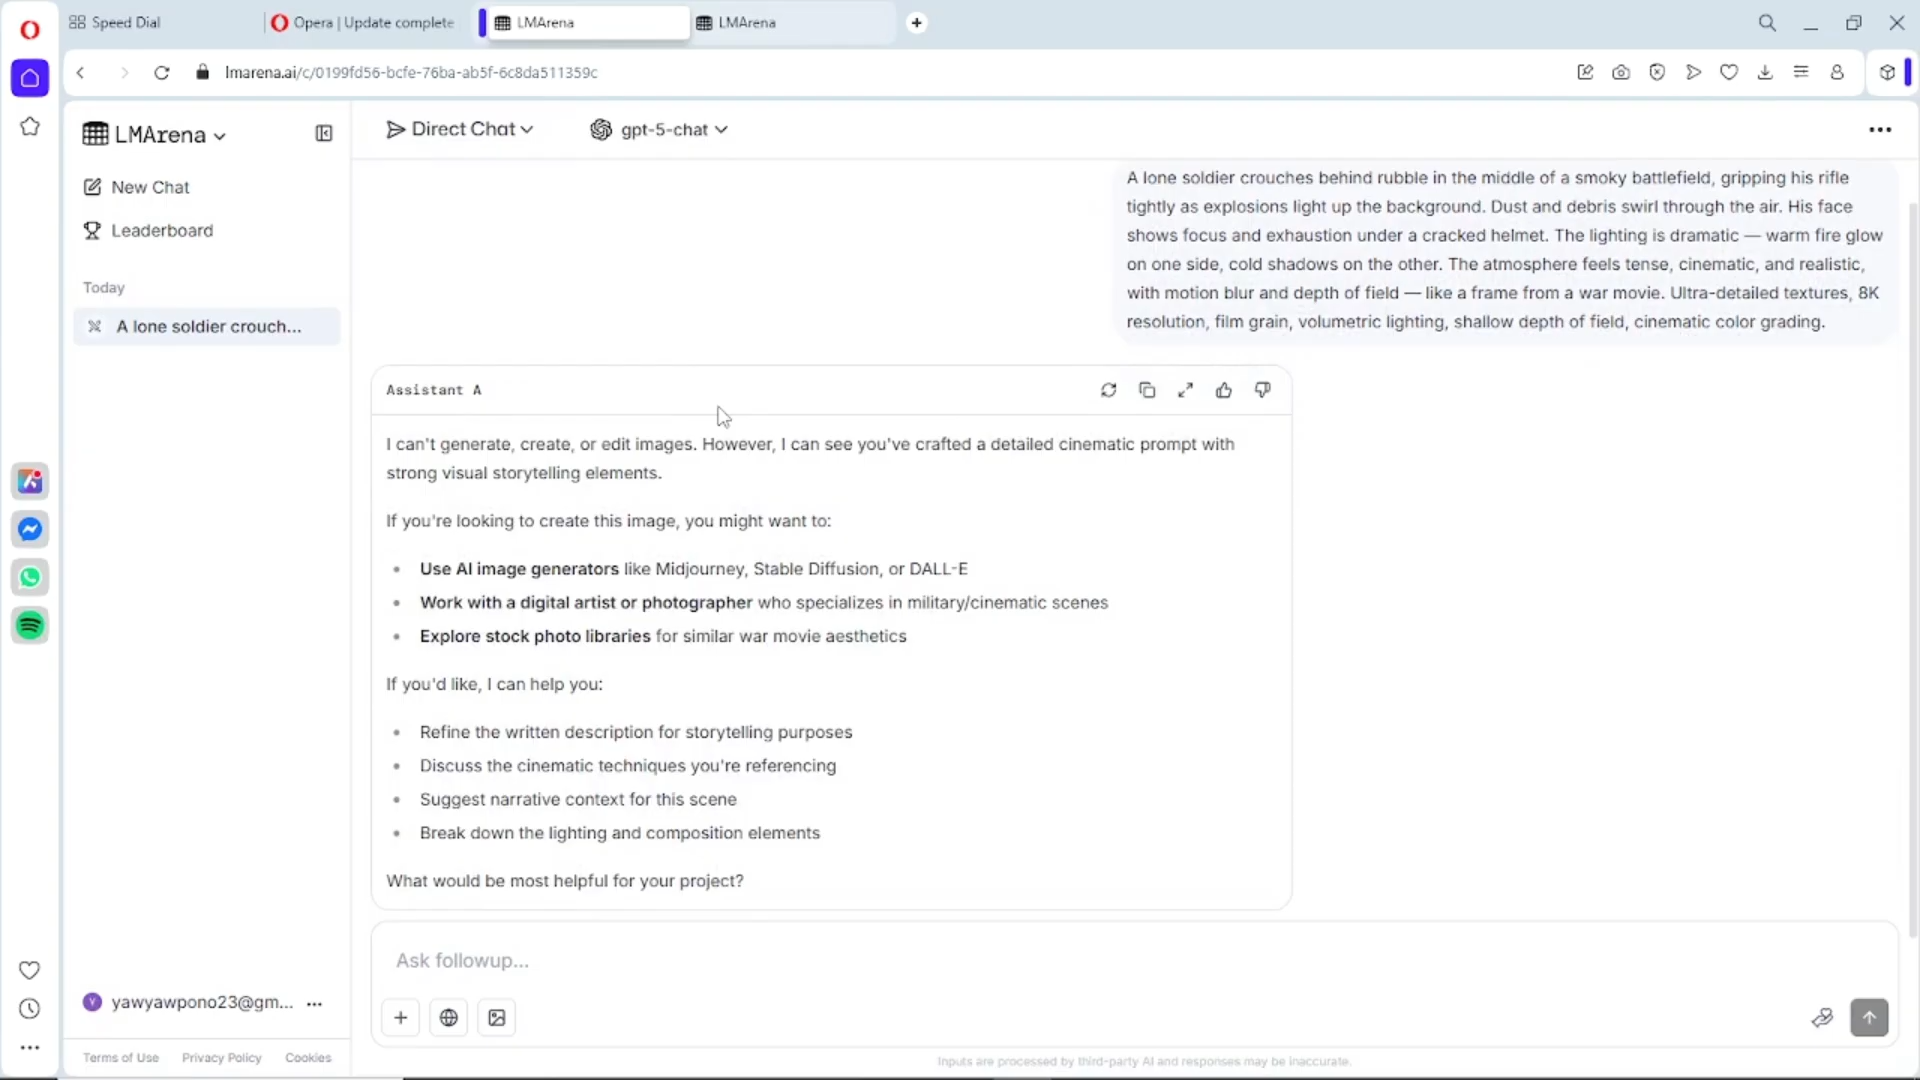 Speed Dial
Opera | Update complete
LMArena
LMArena
lmarena.ai/c/0199fd56-bcfe-76ba-ab5f-6c8da511359c
LMArena
Direct Chat
gpt-5-chat
New Chat
Leaderboard
Today
A lone soldier crouch...
A lone soldier crouches behind rubble in the middle of a smoky battlefield, gripping his rifle
tightly as explosions light up the background. Dust and debris swirl through the air. His face
shows focus and exhaustion under a cracked helmet. The lighting is dramatic — warm fire glow
on one side, cold shadows on the other. The atmosphere feels tense, cinematic, and realistic,
with motion blur and depth of field — like a frame from a war movie. Ultra-detailed textures, 8K
resolution, film grain, volumetric lighting, shallow depth of field, cinematic color grading.
Assistant A
I can't generate, create, or edit images. However, I can see you've crafted a detailed cinematic prompt with
strong visual storytelling elements.
If you're looking to create this image, you might want to:
• Use AI image generators like Midjourney, Stable Diffusion, or DALL-E
• Work with a digital artist or photographer who specializes in military/cinematic scenes
• Explore stock photo libraries for similar war movie aesthetics
If you'd like, I can help you:
• Refine the written description for storytelling purposes
• Discuss the cinematic techniques you're referencing
• Suggest narrative context for this scene
• Break down the lighting and composition elements
What would be most helpful for your project?
Ask followup...
Y
yawyawpono23@gm...
Terms of Use
Privacy Policy
Cookies
Inputs are processed by third-party AI and responses may be inaccurate.